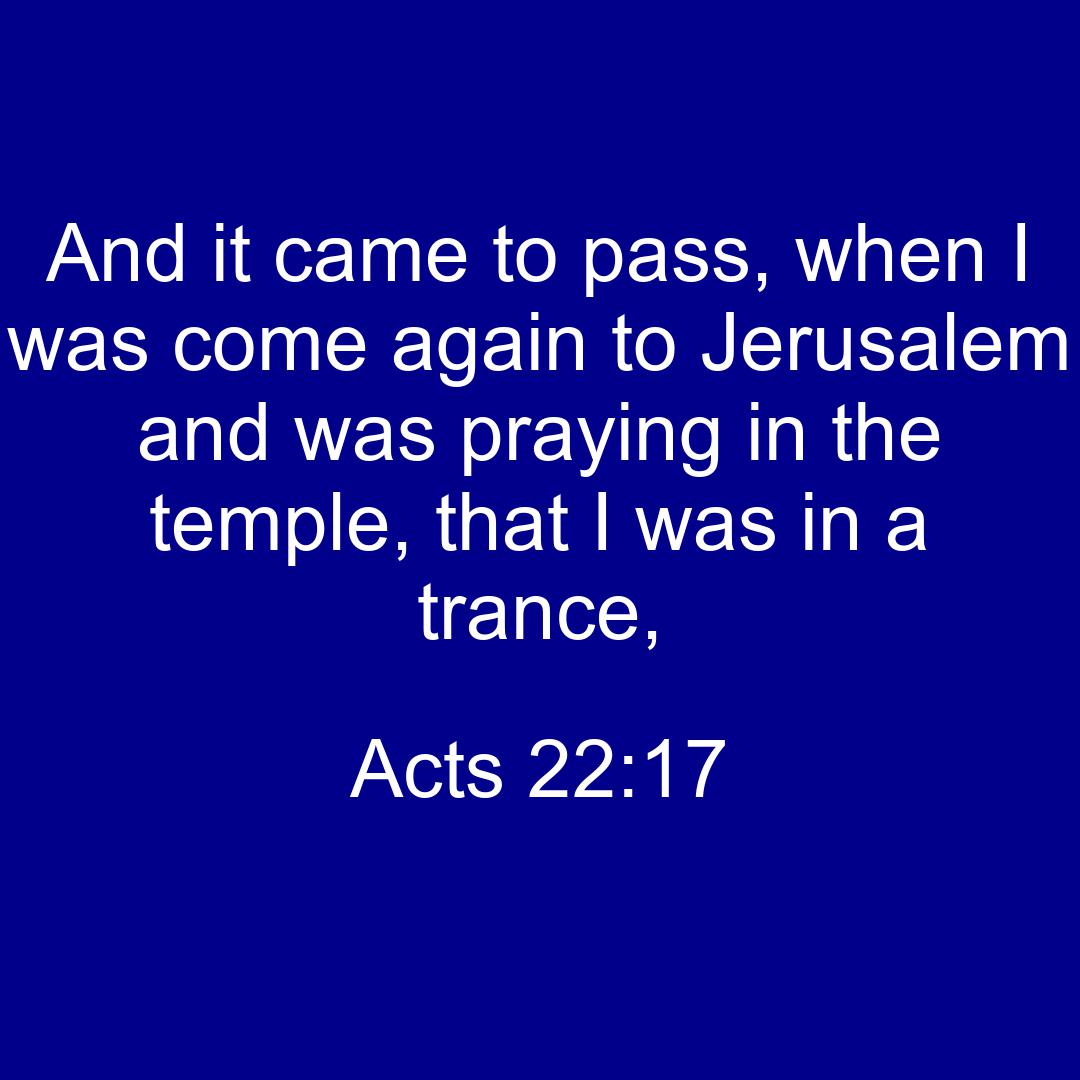 And it came to pass, when I
was come again to Jerusalem
and was praying in the
temple, that I was in a
trance,
Acts 22:17